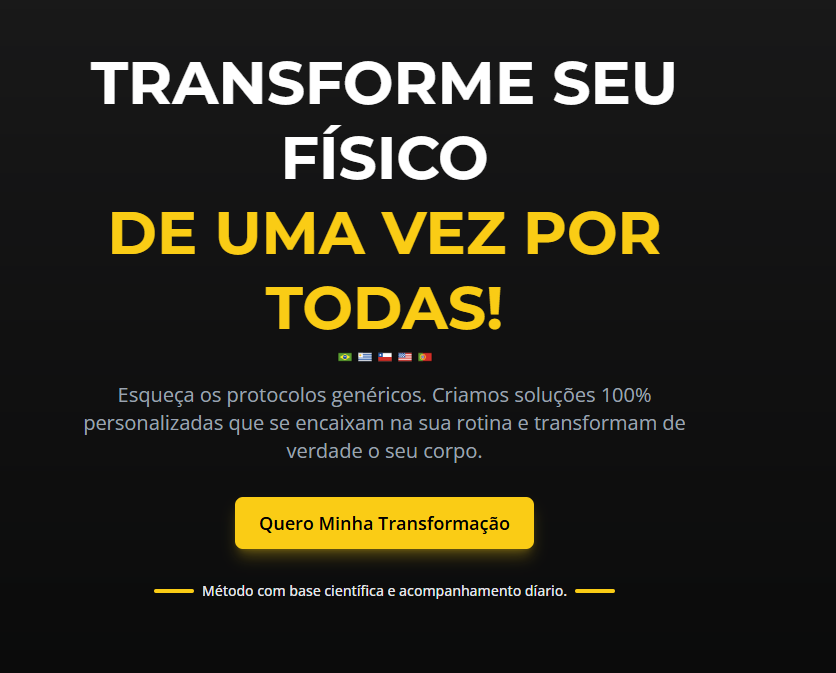 TRANSFORME SEU
FÍSICO
DE UMA VEZ POR
TODAS!
Esqueça os protocolos genéricos. Criamos soluções 100%
personalizadas que se encaixam na sua rotina e transformam de
verdade o seu corpo.
Quero Minha Transformação
Método com base científica e acompanhamento díario.